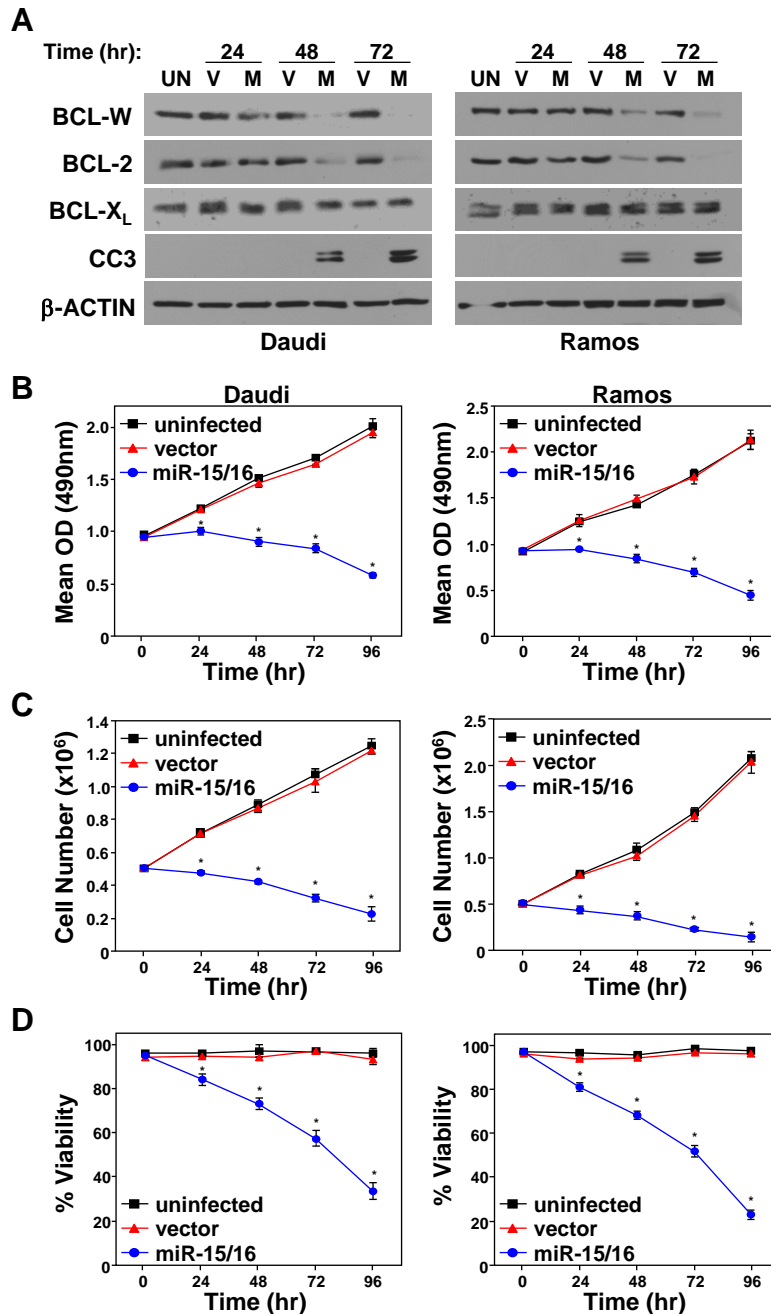 A
Time (hr): 24 48 72 24 48 72
UN V M V M V M UN V M V M V M
BCL-W
BCL-2
BCL-X_L
CC3
β-ACTIN
Daudi Ramos
B
Daudi
Mean OD (490nm)
2.0
1.5
1.0
0.5
0
uninfected
vector
miR-15/16
* * * *
0 24 48 72 96
Time (hr)
Ramos
Mean OD (490nm)
2.5
2.0
1.5
1.0
0.5
0
uninfected
vector
miR-15/16
* * * *
0 24 48 72 96
Time (hr)
C
Cell Number (x10⁶)
1.4
1.2
1.0
0.8
0.6
0.4
0.2
0
uninfected
vector
miR-15/16
* * * *
0 24 48 72 96
Time (hr)
Cell Number (x10⁶)
2.5
2.0
1.5
1.0
0.5
0
uninfected
vector
miR-15/16
* * * *
0 24 48 72 96
Time (hr)
D
% Viability
100
80
60
40
20
0
* * * *
uninfected
vector
miR-15/16
0 24 48 72 96
Time (hr)
% Viability
100
80
60
40
20
0
* * * *
uninfected
vector
miR-15/16
0 24 48 72 96
Time (hr)